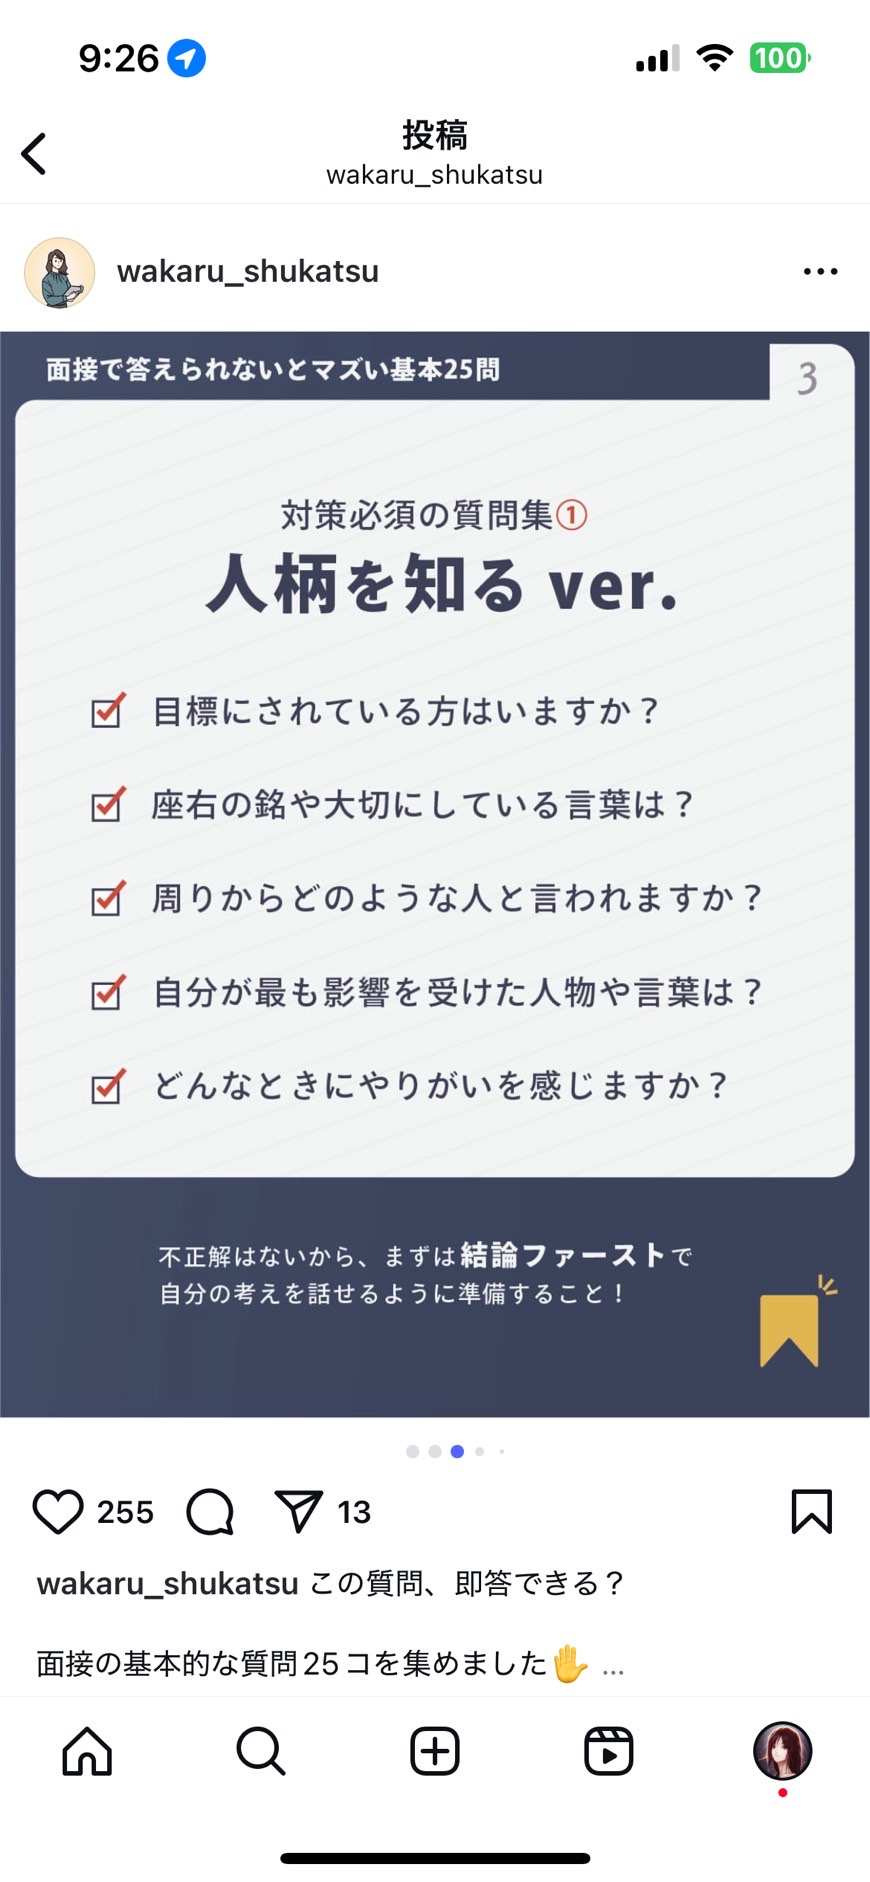 9:26
100
投稿
wakaru_shukatsu
wakaru_shukatsu
面接で答えられないとマズい基本25問
3
対策必須の質問集①
人柄を知る ver.
目標にされている方はいますか？
座右の銘や大切にしている言葉は？
周りからどのような人と言われますか？
自分が最も影響を受けた人物や言葉は？
どんなときにやりがいを感じますか？
不正解はないから、まずは結論ファーストで
自分の考えを話せるように準備すること！
255
13
wakaru_shukatsu この質問、即答できる？
面接の基本的な質問25コを集めました✋ ...